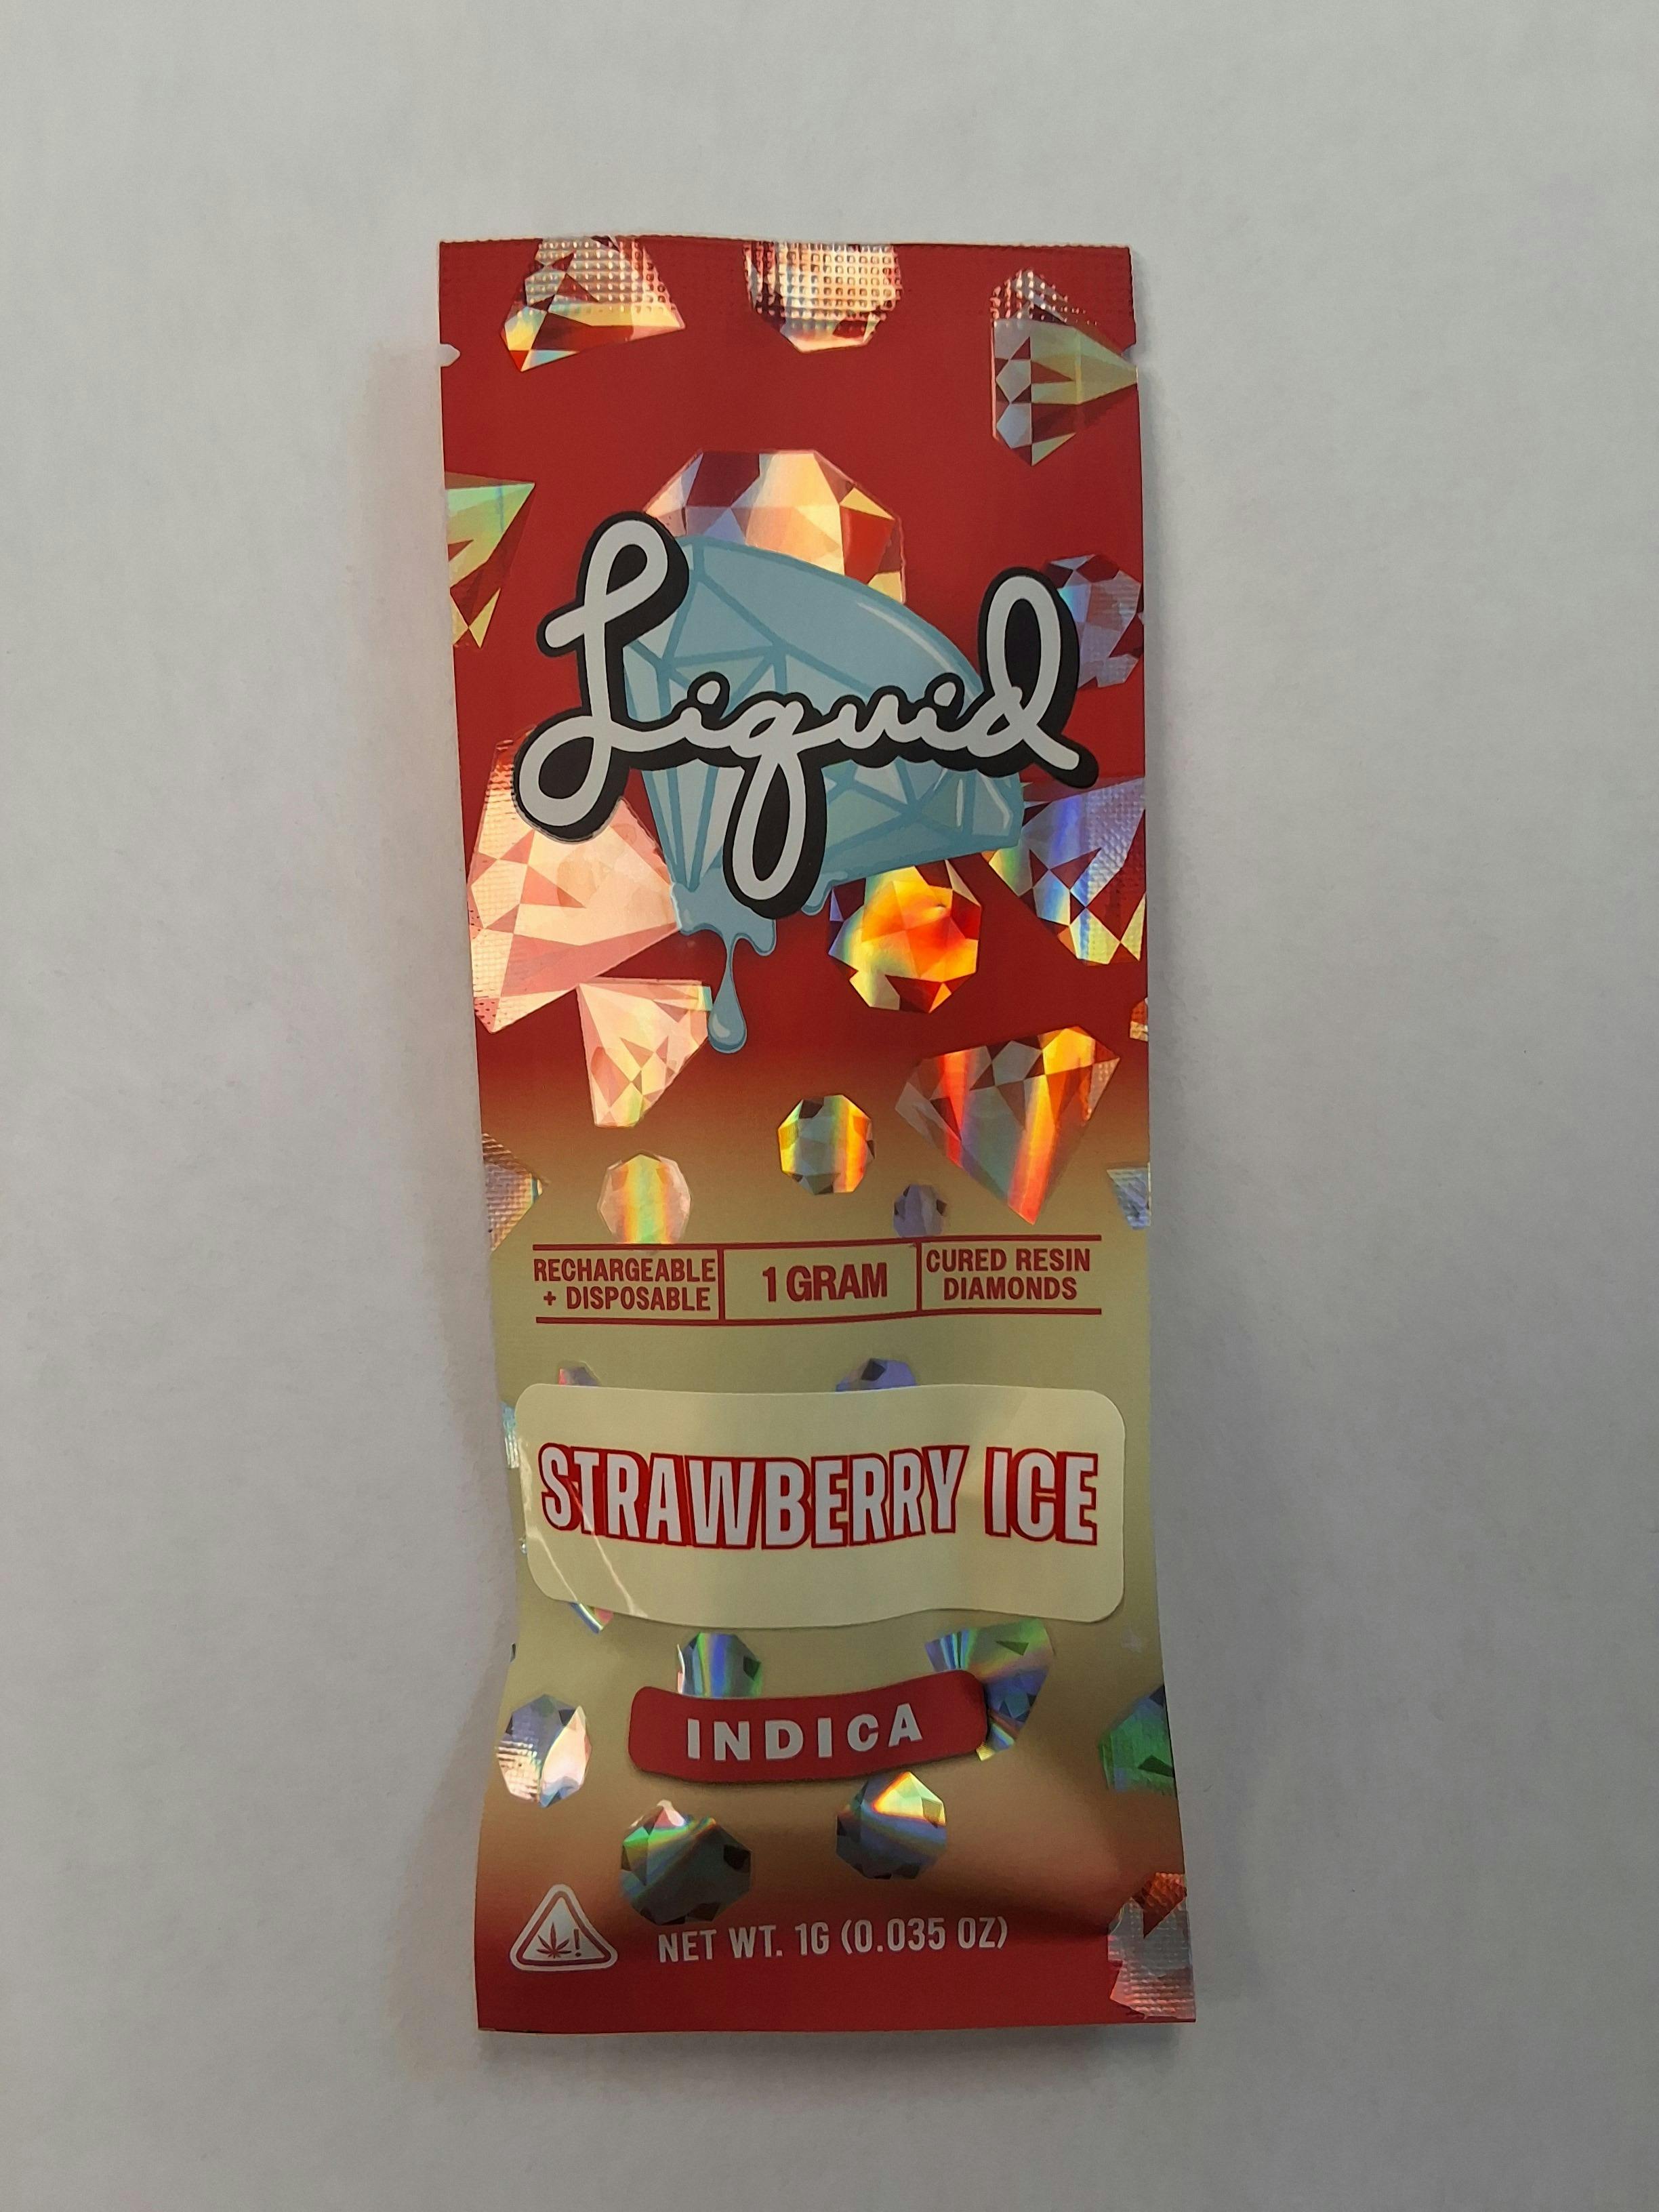 Liquid
RECHARGEABLE
+ DISPOSABLE
1 GRAM
CURED RESIN
DIAMONDS
STRAWBERRY ICE
INDICA
!
NET WT. 1G (0.035 OZ)